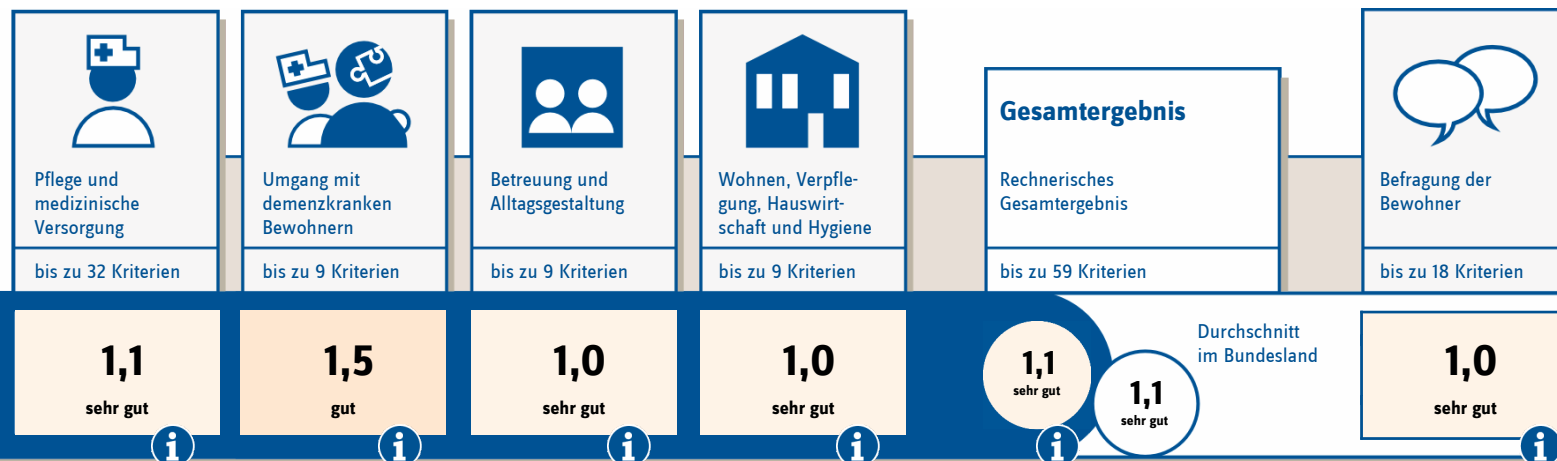 Pflege und
medizinische
Versorgung
bis zu 32 Kriterien
1,1
sehr gut
i
Umgang mit
demenzkranken
Bewohnern
bis zu 9 Kriterien
1,5
gut
i
Betreuung und
Alltagsgestaltung
bis zu 9 Kriterien
1,0
sehr gut
i
Wohnen, Verpfle-
gung, Hauswirt-
schaft und Hygiene
bis zu 9 Kriterien
1,0
sehr gut
i
Gesamtergebnis
Rechnerisches
Gesamtergebnis
bis zu 59 Kriterien
1,1
sehr gut
i
Durchschnitt
im Bundesland
1,1
sehr gut
Befragung der
Bewohner
bis zu 18 Kriterien
1,0
sehr gut
i